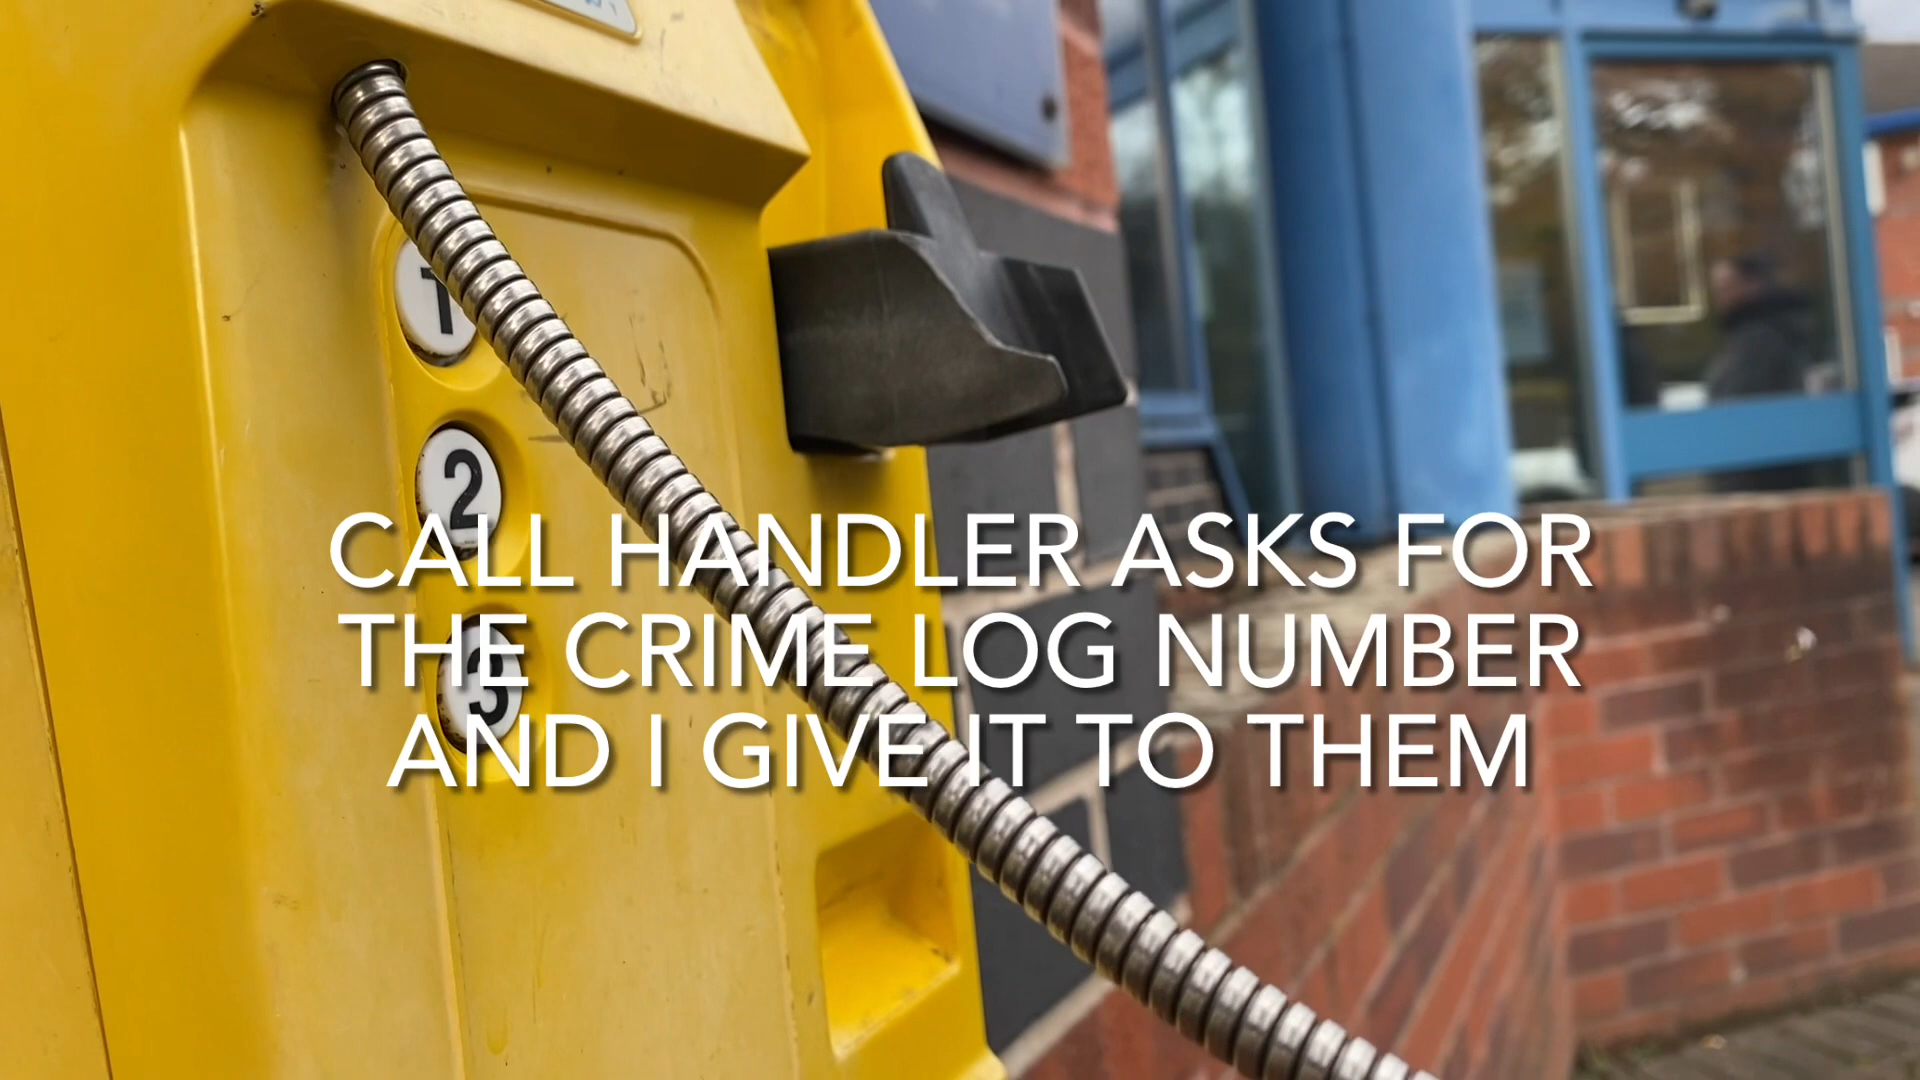 1
2
3
CALL HANDLER ASKS FOR
THE CRIME LOG NUMBER
AND I GIVE IT TO THEM